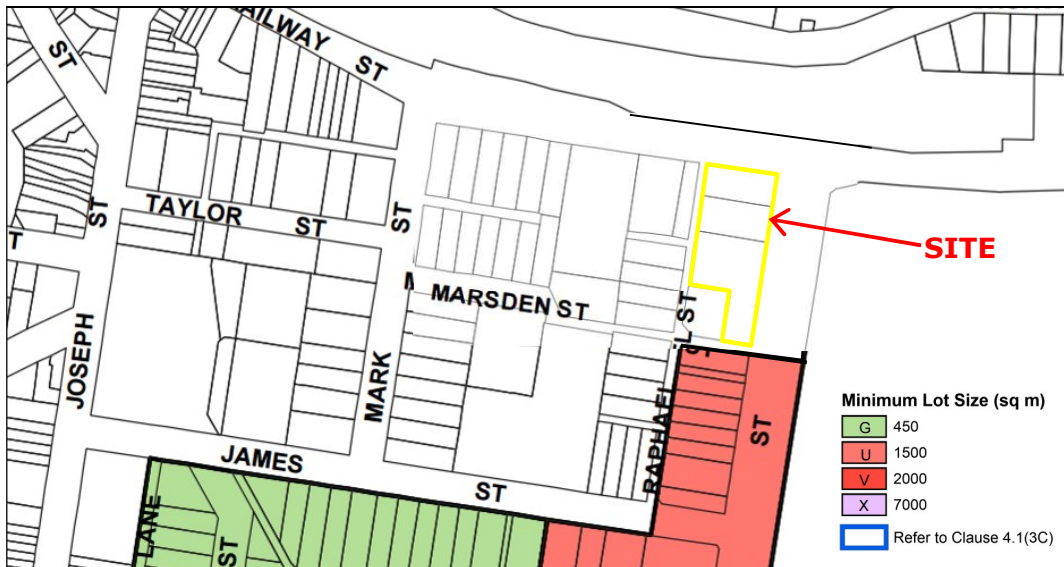 AILWAY
ST
ST
TAYLOR
ST
ST
ST
T
SITE
MARSDEN ST
ST
JOSEPH
MARK
RAPHAEL
ST
JAMES
ST
LANE
ST
Minimum Lot Size (sq m)
G 450
U 1500
V 2000
X 7000
Refer to Clause 4.1(3C)